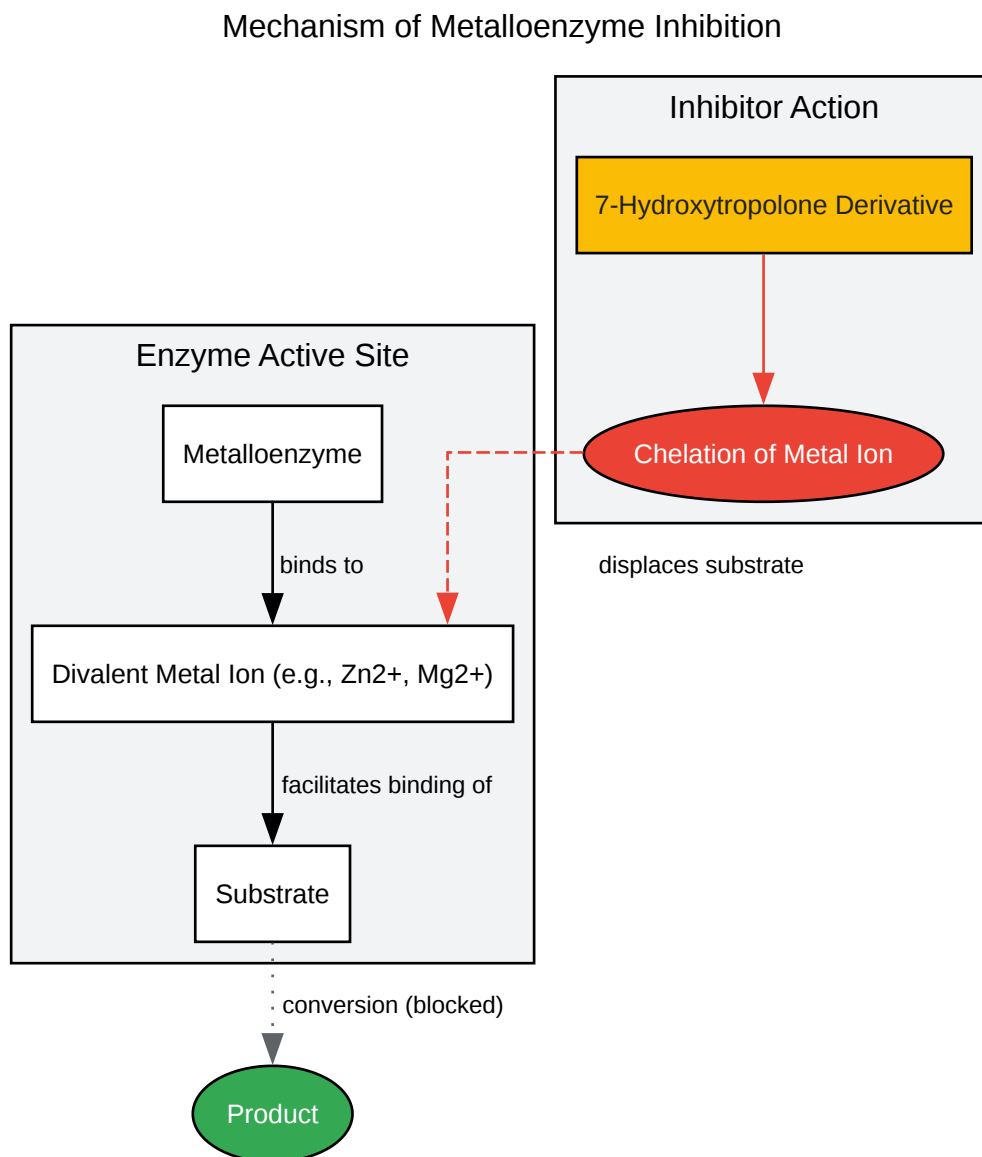 Mechanism of Metalloenzyme Inhibition
Inhibitor Action
7-Hydroxytropolone Derivative
Enzyme Active Site
Metalloenzyme
Chelation of Metal Ion
binds to
displaces substrate
Divalent Metal Ion (e.g., Zn2+, Mg2+)
facilitates binding of
Substrate
conversion (blocked)
Product